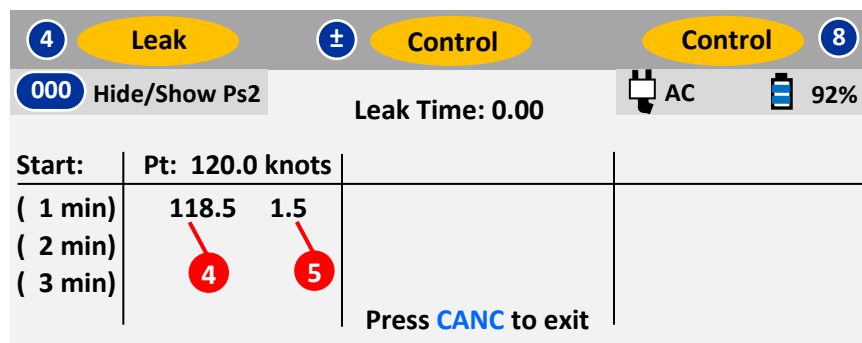 4 Leak ± Control Control 8
000 Hide/Show Ps2 Leak Time: 0.00 AC 92%
Start: Pt: 120.0 knots
( 1 min) 118.5 1.5
( 2 min)
4 5
( 3 min)
Press CANC to exit